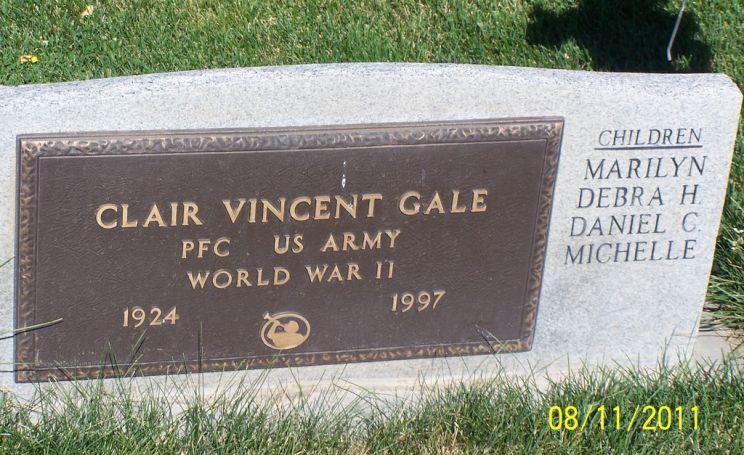 CLAIR VINCENT GALE
PFC US ARMY
WORLD WAR II
1924 1997
CHILDREN
MARILYN
DEBRA H.
DANIEL C.
MICHELLE
08/11/2011